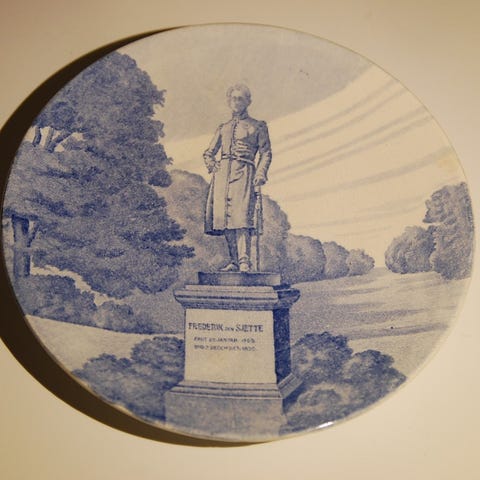 FREDERIK DEN SJETTE
FØDT 28 JANUAR 1768
DØD 3 DECEMBER 1839.